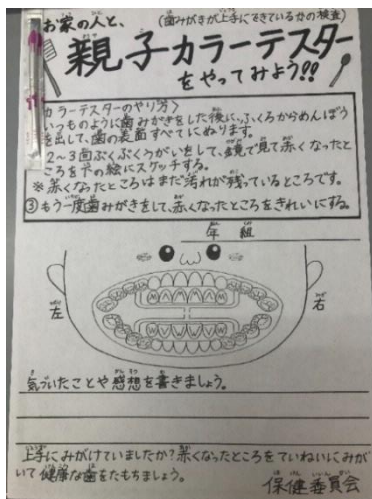 お家の人と、(歯みがきが上手にできているかの検査)
親子カラーテスター
をやってみよう!!
カラーテスターのやり方>
いつものように歯みがきをした後に、ふくろからめんぼう
を出して、歯の表面すべてにぬります。
2~3回ぶくぶくうがいをして、鏡で見て赤くなったと
ころを下の絵にスケッチする。
※赤くなったところはまだ汚れが残っているところです。
③もう一度歯みがきをして、赤くなったところをきれいにする。
年 組
左
右
気づいたことや感想を書きましょう。
上手にみがけていましたか?赤くなったところをていねいにみが
いて健康な歯をたもちましょう。
保健委員会